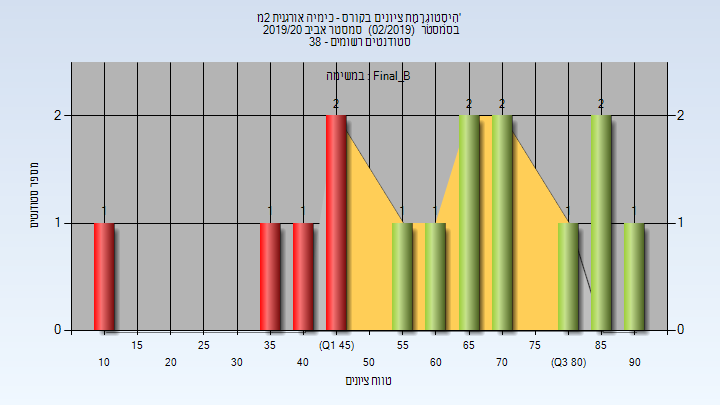 היסטוגרמת ציונים בקורס - כימיה אורגנית 2מ'
בסמסטר (02/2019) סמסטר אביב 2019/20
סטודנטים רשומים - 38
במשימה : Final_B
2 2 2 2
2 2
מספר סטודנטים
1 1 1 1 1 1 1
1 1
0 0
15 25 35 (Q1 45) 55 65 75 85
10 20 30 40 50 60 70 (Q3 80) 90
טווח ציונים